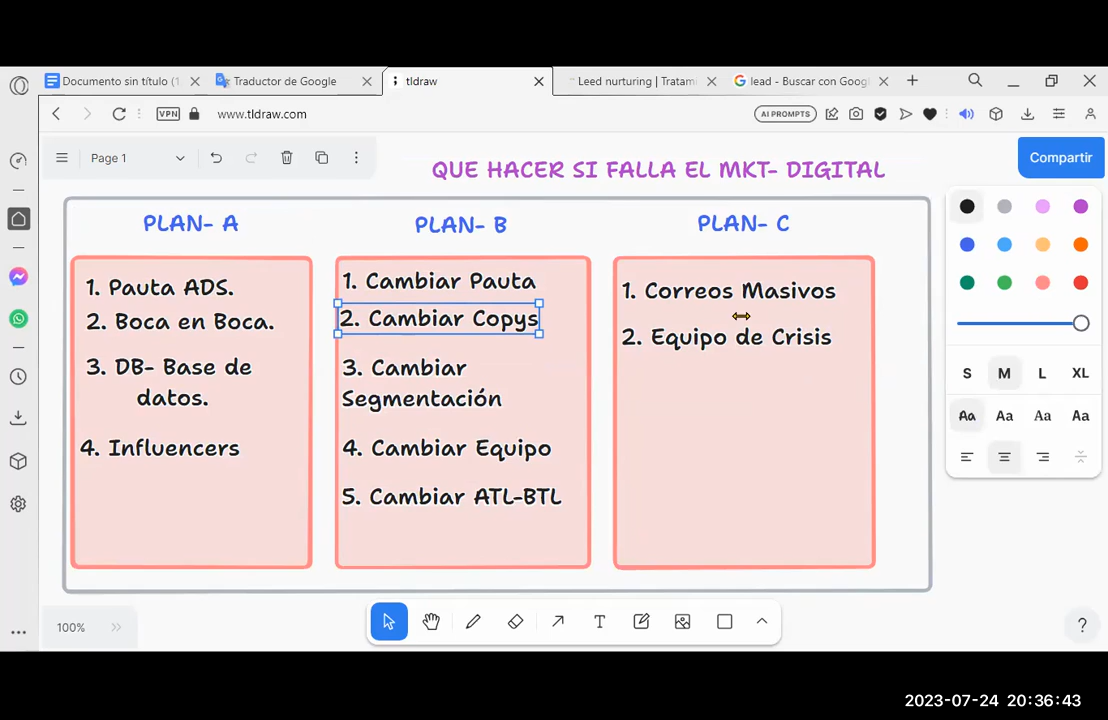 Documento sin título (1
Traductor de Google
tldraw
Leed nurturing | Tratami
lead - Buscar con Googl
VPN
www.tldraw.com
AI PROMPTS
Page 1
Compartir
QUE HACER SI FALLA EL MKT- DIGITAL
PLAN- A
PLAN- B
PLAN- C
1. Pauta ADS.
2. Boca en Boca.
3. DB- Base de
datos.
4. Influencers
1. Cambiar Pauta
2. Cambiar Copys
3. Cambiar
Segmentación
4. Cambiar Equipo
5. Cambiar ATL-BTL
1. Correos Masivos
2. Equipo de Crisis
S M L XL
Aa Aa Aa Aa
100%
T
?
2023-07-24 20:36:43